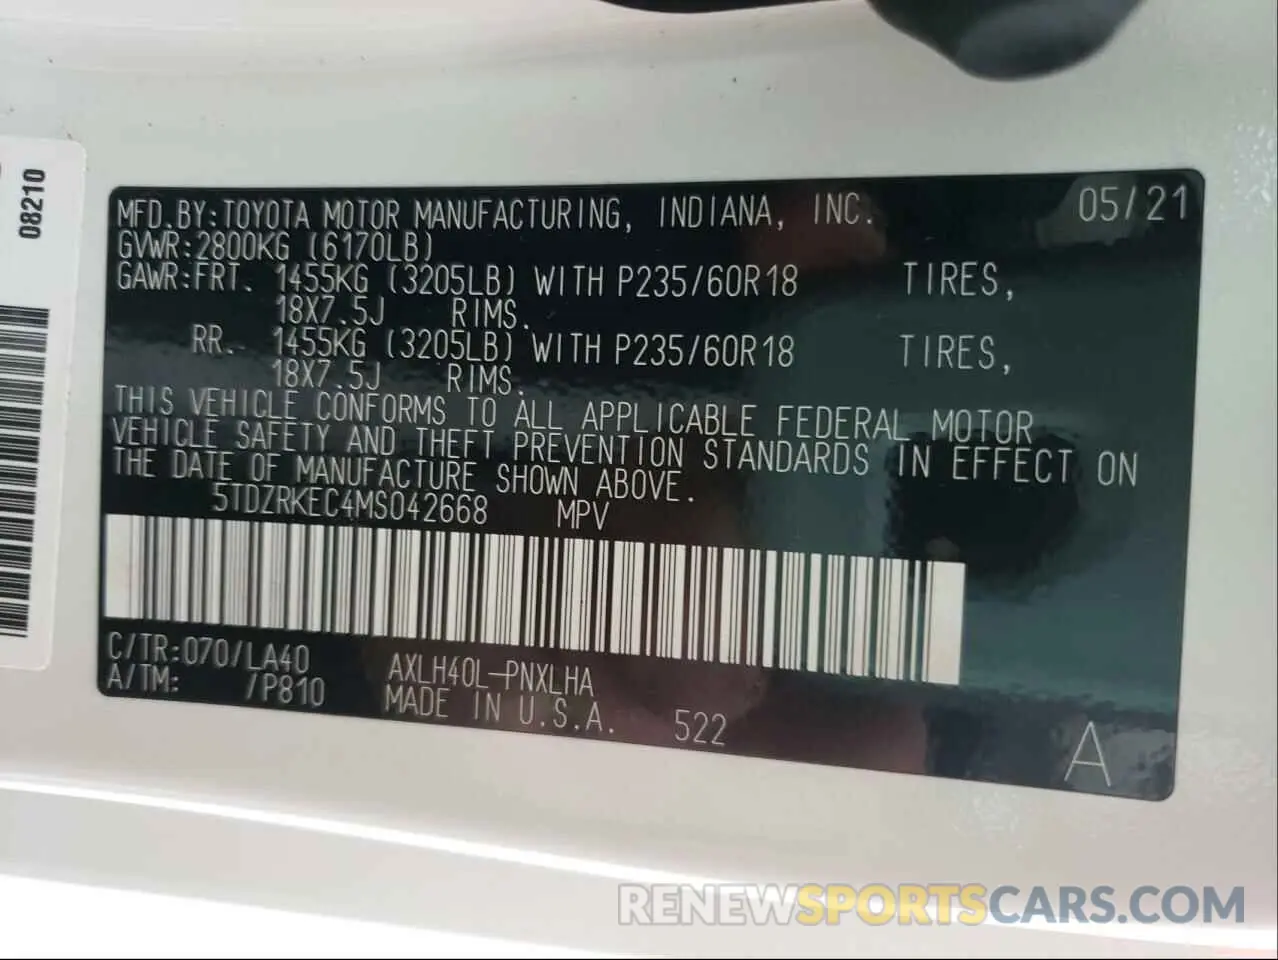 08210
MFD.BY:TOYOTA MOTOR MANUFACTURING, INDIANA, INC. 05/21
GVWR:2800KG (6170LB)
GAWR:FRT. 1455KG (3205LB) WITH P235/60R18 TIRES,
18X7.5J RIMS.
RR. 1455KG (3205LB) WITH P235/60R18 TIRES,
18X7.5J RIMS.
THIS VEHICLE CONFORMS TO ALL APPLICABLE FEDERAL MOTOR
VEHICLE SAFETY AND THEFT PREVENTION STANDARDS IN EFFECT ON
THE DATE OF MANUFACTURE SHOWN ABOVE.
5TDZRKEC4MS042668 MPV
C/TR:070/LA40 AXLH40L-PNXLHA
A/TM: /P810 MADE IN U.S.A. 522
A
RENEWSPORTSCARS.COM